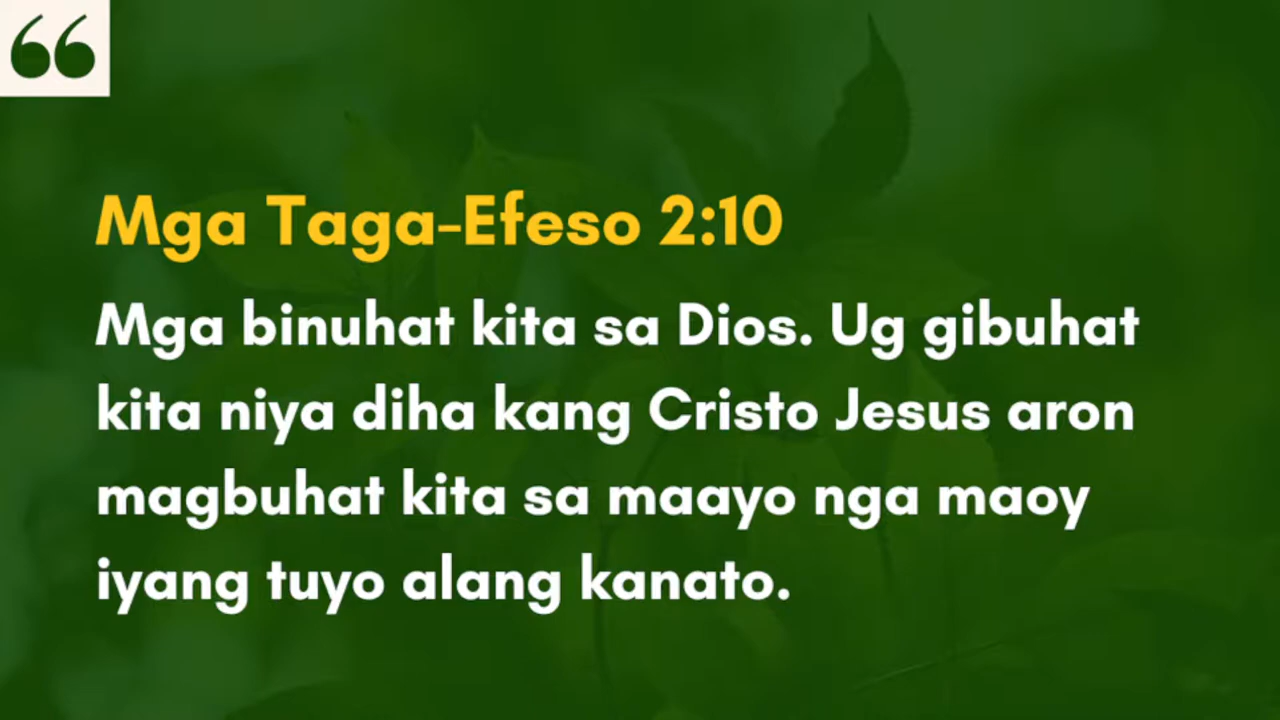 “
Mga Taga-Efeso 2:10
Mga binuhat kita sa Dios. Ug gibuhat
kita niya diha kang Cristo Jesus aron
magbuhat kita sa maayo nga maoy
iyang tuyo alang kanato.